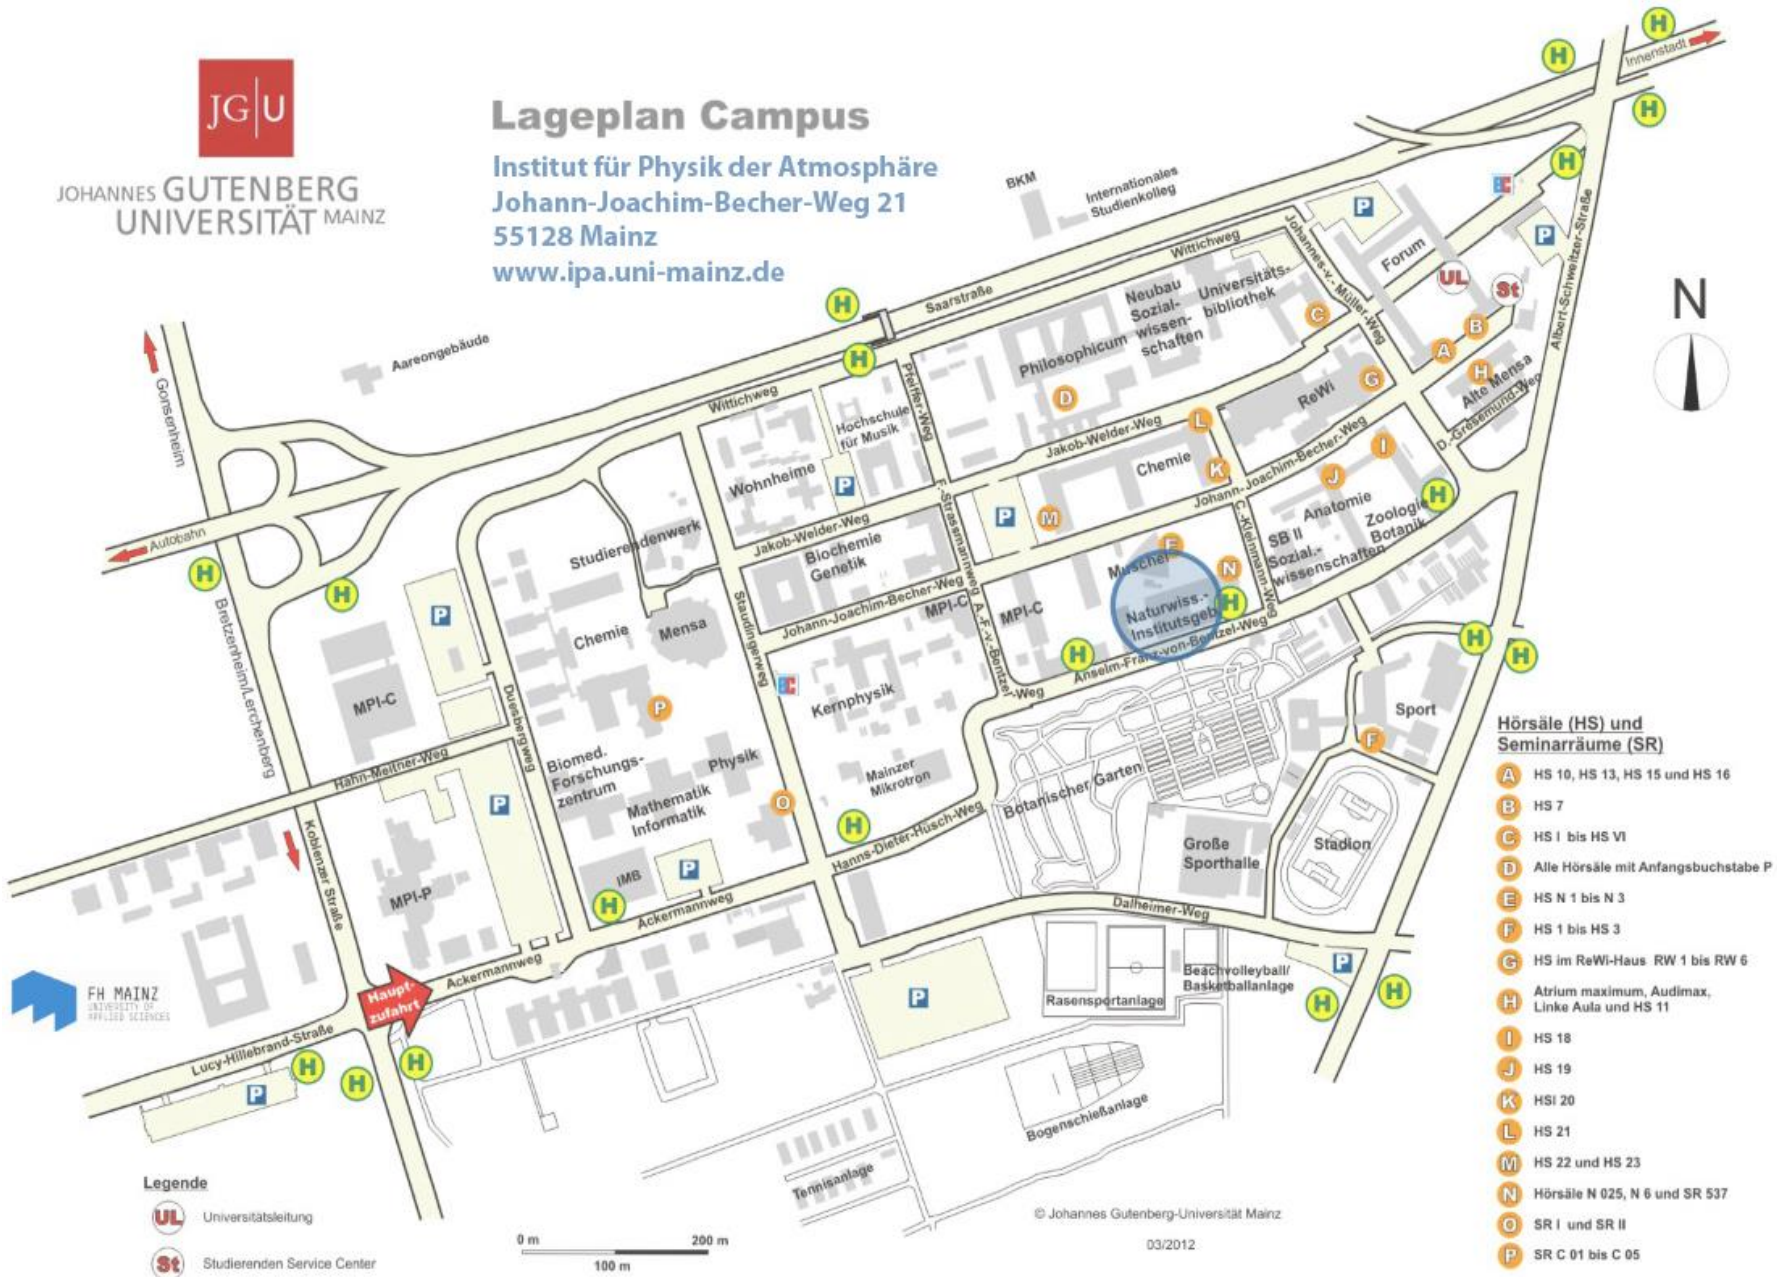 JG|U
JOHANNES GUTENBERG
UNIVERSITÄT MAINZ
Lageplan Campus
Institut für Physik der Atmosphäre
Johann-Joachim-Becher-Weg 21
55128 Mainz
www.ipa.uni-mainz.de
H
H
H
Innenstadt
H
BKM
Internationales
Studienkolleg
P
P
N
Wittichweg
Johannes-v.-Müller-Weg
Forum
UL
St
Albert-Schweitzer-Straße
H
Saarstraße
Neubau
Sozial-
wissen-
schaften
Universitäts-
bibliothek
C
B
A
H
Alte Mensa
D.-Gresemund-Weg
Aareongebäude
Gonsenheim
H
Philosophicum
D
ReWi
G
Wittichweg
Pfeiffer-Weg
Hochschule
für Musik
Wohnheime
P
Jakob-Welder-Weg
L
Chemie
K
Johann-Joachim-Becher-Weg
I
J
Anatomie
Zoologie
Botanik
H
Autobahn
H
H
Studierendenwerk
Jakob-Welder-Weg
Biochemie
Genetik
F.-Strassmannweg
P
M
C.-Kleinmann-Weg
SB II
Sozial.-
wissenschaften
Muschel
E
N
H
Naturwiss.-
Institutsgeb
Bretzenheim/Lerchenberg
P
Chemie
Mensa
Staudingerweg
Johann-Joachim-Becher-Weg
MPI-C
MPI-C
A.-F.-v.-Bentzel-Weg
H
Anselm-Franz-von-Bentzel-Weg
H
H
MPI-C
Duesbergweg
P
Kernphysik
Sport
F
Hahn-Meitner-Weg
Biomed.
Forschungs-
zentrum
Physik
Mathematik
Informatik
O
Mainzer
Mikrotron
Botanischer Garten
P
H
Hanns-Dieter-Hüsch-Weg
Große
Sporthalle
Stadion
Koblenzer Straße
MPI-P
IMB
P
H
Ackermannweg
Dalheimer-Weg
Ackermannweg
Haupt-
zufahrt
FH MAINZ
UNIVERSITY OF
APPLIED SCIENCES
P
Rasensportanlage
Beachvolleyball/
Basketballanlage
P
H
H
Lucy-Hillebrand-Straße
H
H
H
P
Bogenschießanlage
Tennisanlage
Hörsäle (HS) und
Seminarräume (SR)
A HS 10, HS 13, HS 15 und HS 16
B HS 7
C HS I bis HS VI
D Alle Hörsäle mit Anfangsbuchstabe P
E HS N 1 bis N 3
F HS 1 bis HS 3
G HS im ReWi-Haus RW 1 bis RW 6
H Atrium maximum, Audimax,
Linke Aula und HS 11
I HS 18
J HS 19
K HSI 20
L HS 21
M HS 22 und HS 23
N Hörsäle N 025, N 6 und SR 537
O SR I und SR II
P SR C 01 bis C 05
Legende
UL Universitätsleitung
St Studierenden Service Center
0 m 200 m
100 m
© Johannes Gutenberg-Universität Mainz
03/2012